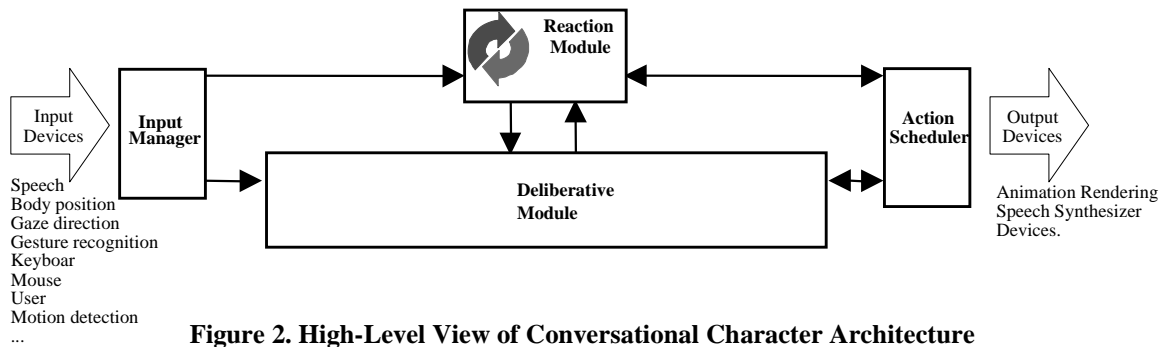 Reaction
Module
Input
Devices
Input
Manager
Action
Scheduler
Output
Devices
Deliberative
Module
Speech
Body position
Gaze direction
Gesture recognition
Keyboar
Mouse
User
Motion detection
...
Animation Rendering
Speech Synthesizer
Devices.
Figure 2. High-Level View of Conversational Character Architecture